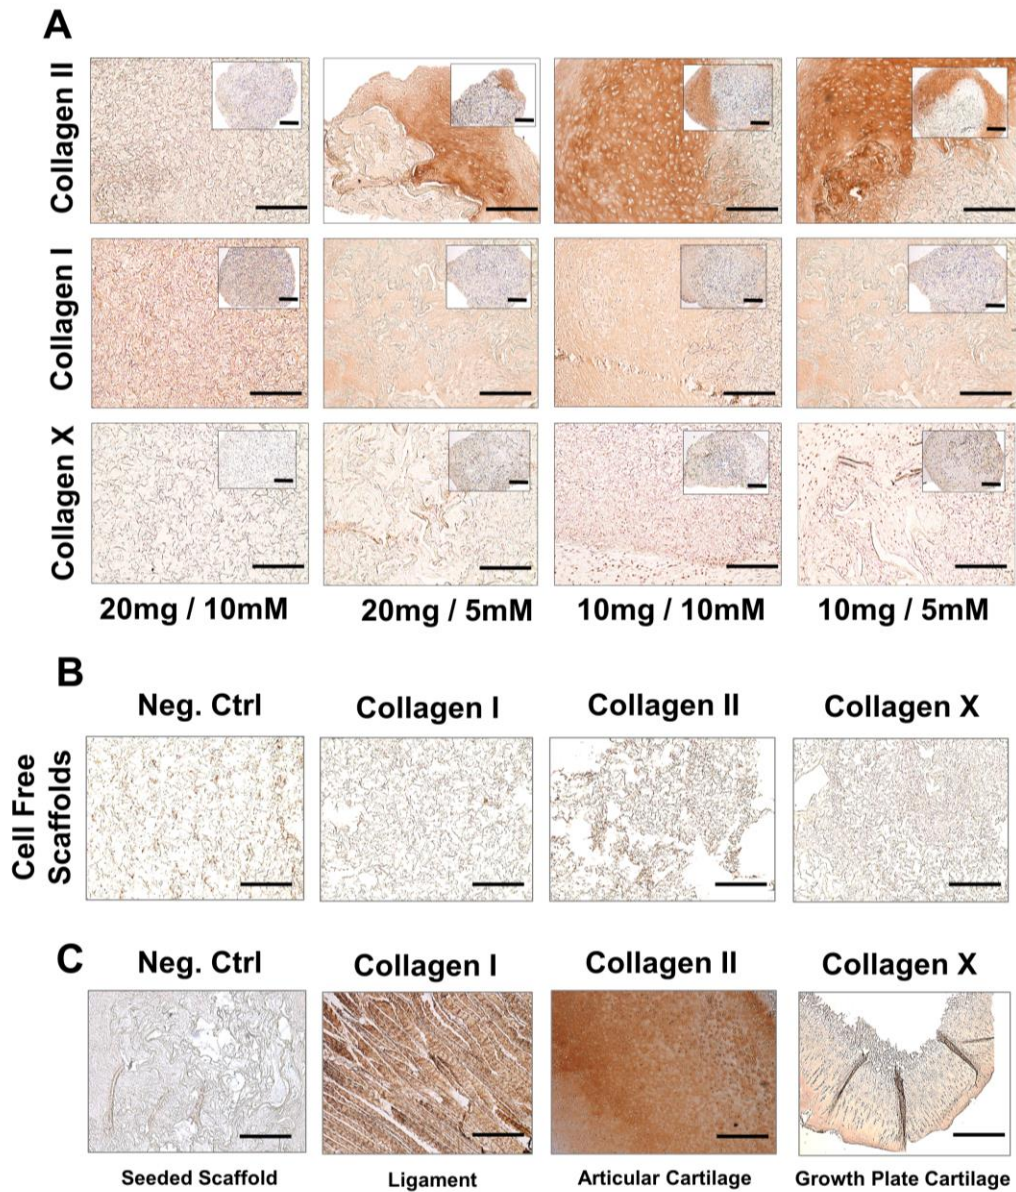 A
Collagen II
Collagen I
Collagen X
20mg / 10mM
20mg / 5mM
10mg / 10mM
10mg / 5mM
B
Neg. Ctrl
Collagen I
Collagen II
Collagen X
Cell Free
Scaffolds
C
Neg. Ctrl
Collagen I
Collagen II
Collagen X
Seeded Scaffold
Ligament
Articular Cartilage
Growth Plate Cartilage